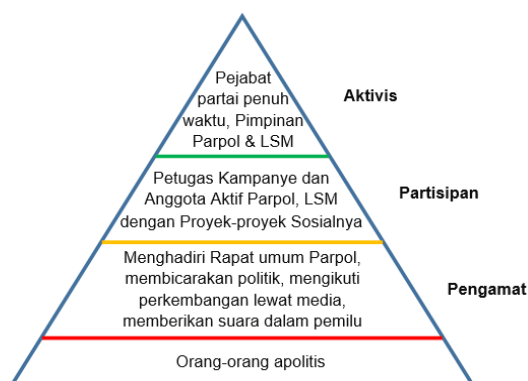 Pejabat
partai penuh
waktu, Pimpinan
Parpol & LSM
Aktivis
Petugas Kampanye dan
Anggota Aktif Parpol, LSM
dengan Proyek-proyek Sosialnya
Partisipan
Menghadiri Rapat umum Parpol,
membicarakan politik, mengikuti
perkembangan lewat media,
memberikan suara dalam pemilu
Pengamat
Orang-orang apolitis